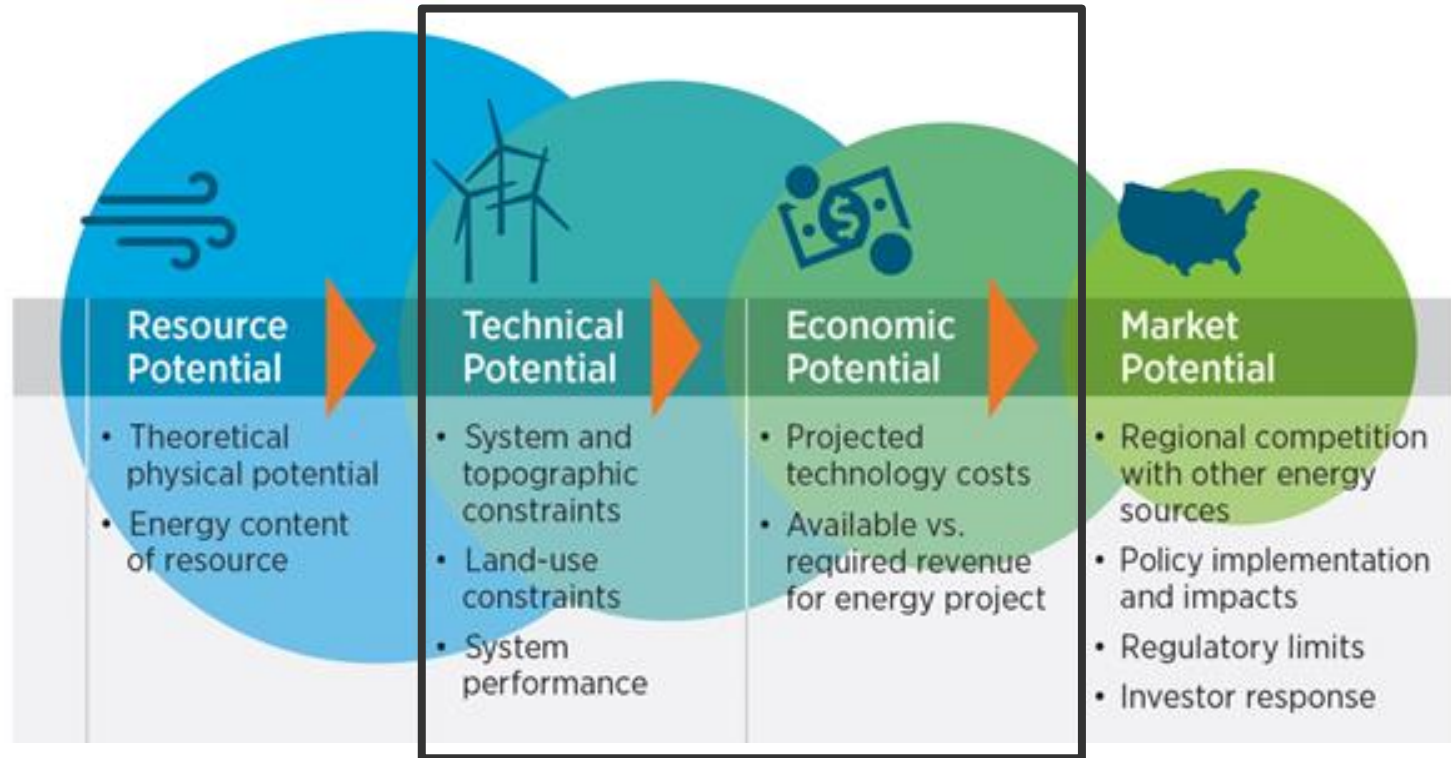 Resource
Potential
• Theoretical
physical potential
• Energy content
of resource
Technical
Potential
• System and
topographic
constraints
• Land-use
constraints
• System
performance
$
Economic
Potential
• Projected
technology costs
• Available vs.
required revenue
for energy project
Market
Potential
• Regional competition
with other energy
sources
• Policy implementation
and impacts
• Regulatory limits
• Investor response